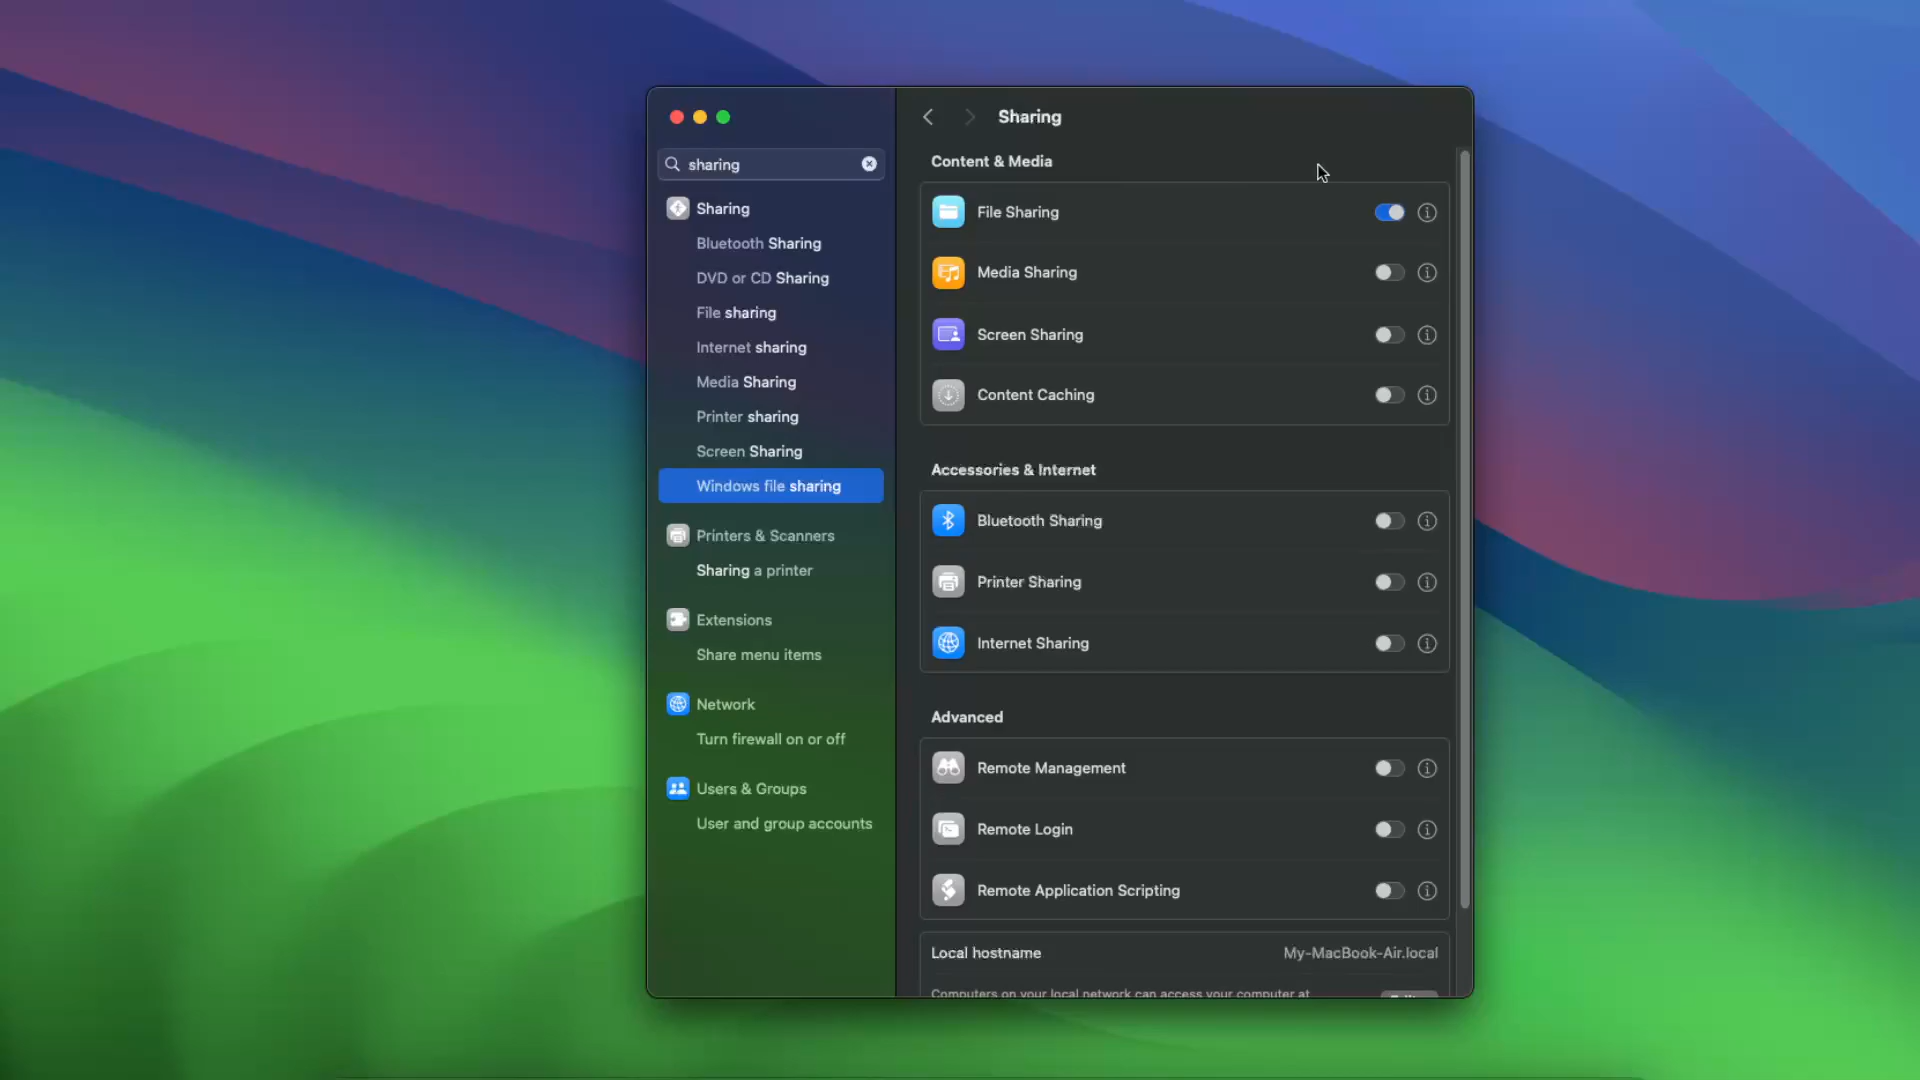 sharing
Sharing
Bluetooth Sharing
DVD or CD Sharing
File sharing
Internet sharing
Media Sharing
Printer sharing
Screen Sharing
Windows file sharing
Printers & Scanners
Sharing a printer
Extensions
Share menu items
Network
Turn firewall on or off
Users & Groups
User and group accounts
Sharing
Content & Media
File Sharing
Media Sharing
Screen Sharing
Content Caching
Accessories & Internet
Bluetooth Sharing
Printer Sharing
Internet Sharing
Advanced
Remote Management
Remote Login
Remote Application Scripting
Local hostname My-MacBook-Air.local
Computers on your local network can access your computer at